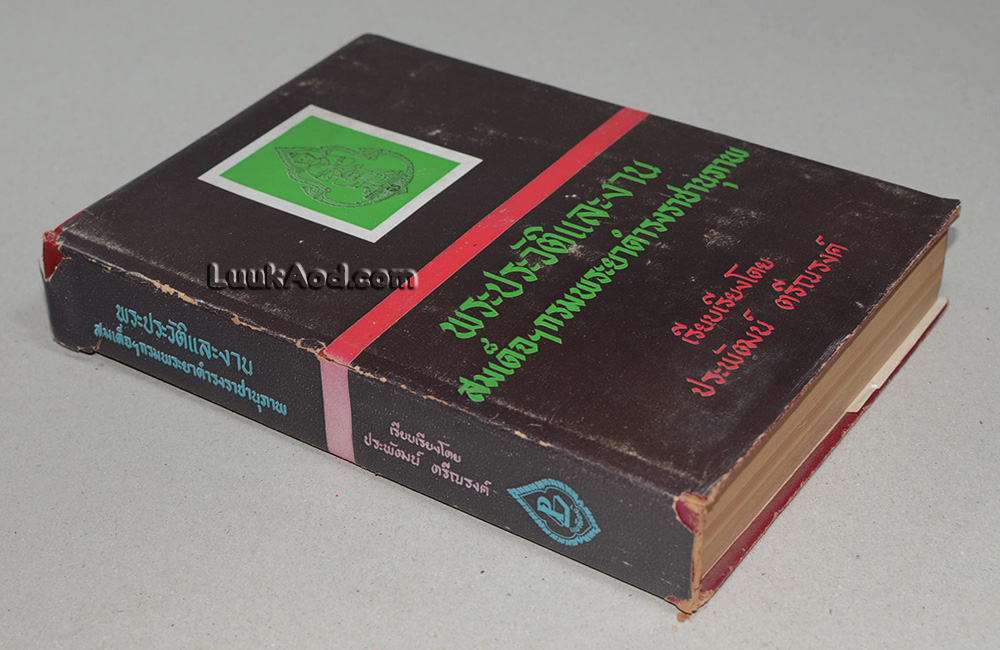 พระประวัติและงาน
สมเด็จฯกรมพระยาดำรงราชานุภาพ
เรียบเรียงโดย
ประพัฒน์ ตรีณรงค์
LuukAod.com
พระประวัติและงาน
สมเด็จฯกรมพระยาดำรงราชานุภาพ
เรียบเรียงโดย
ประพัฒน์ ตรีณรงค์